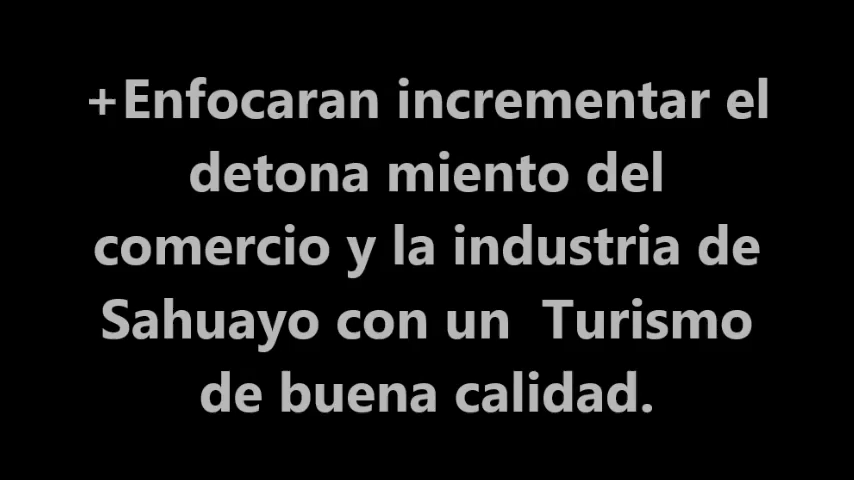 +Enfocaran incrementar el
detona miento del
comercio y la industria de
Sahuayo con un  Turismo
de buena calidad.